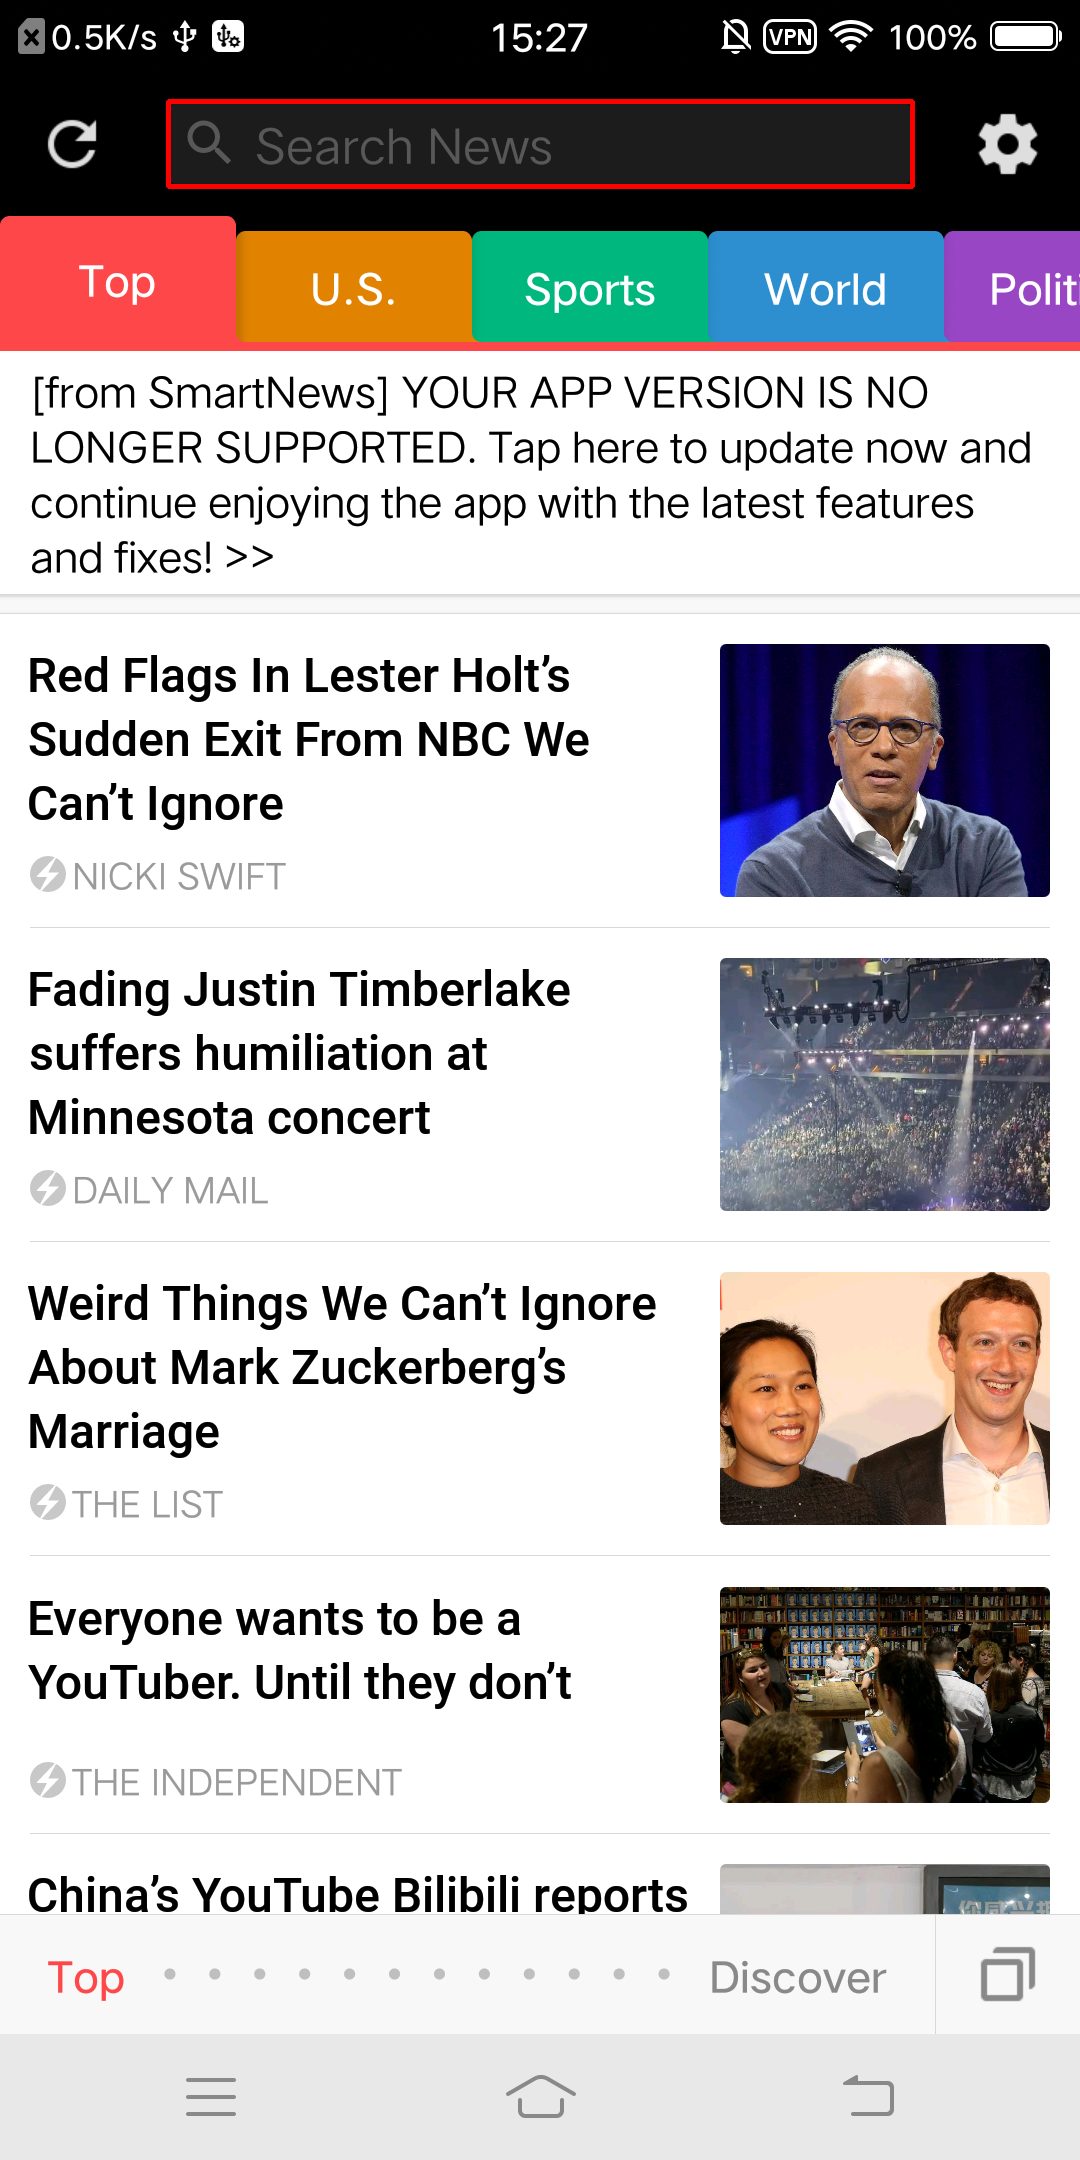 0.5K/s 15:27 VPN 100%
Search News
Top U.S. Sports World Politi
[from SmartNews] YOUR APP VERSION IS NO
LONGER SUPPORTED. Tap here to update now and
continue enjoying the app with the latest features
and fixes! >>
Red Flags In Lester Holt’s
Sudden Exit From NBC We
Can’t Ignore
NICKI SWIFT
Fading Justin Timberlake
suffers humiliation at
Minnesota concert
DAILY MAIL
Weird Things We Can’t Ignore
About Mark Zuckerberg’s
Marriage
THE LIST
Everyone wants to be a
YouTuber. Until they don’t
THE INDEPENDENT
China’s YouTube Bilibili reports
Top Discover